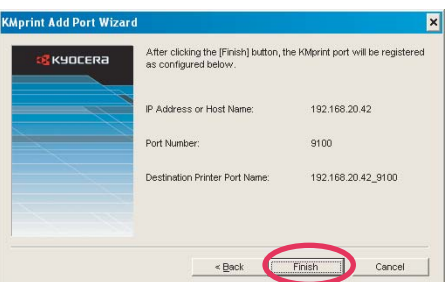 KMprint Add Port Wizard
KYOCERA
After clicking the [Finish] button, the KMprint port will be registered
as configured below.
IP Address or Host Name: 192.168.20.42
Port Number: 9100
Destination Printer Port Name: 192.168.20.42_9100
< Back Finish Cancel